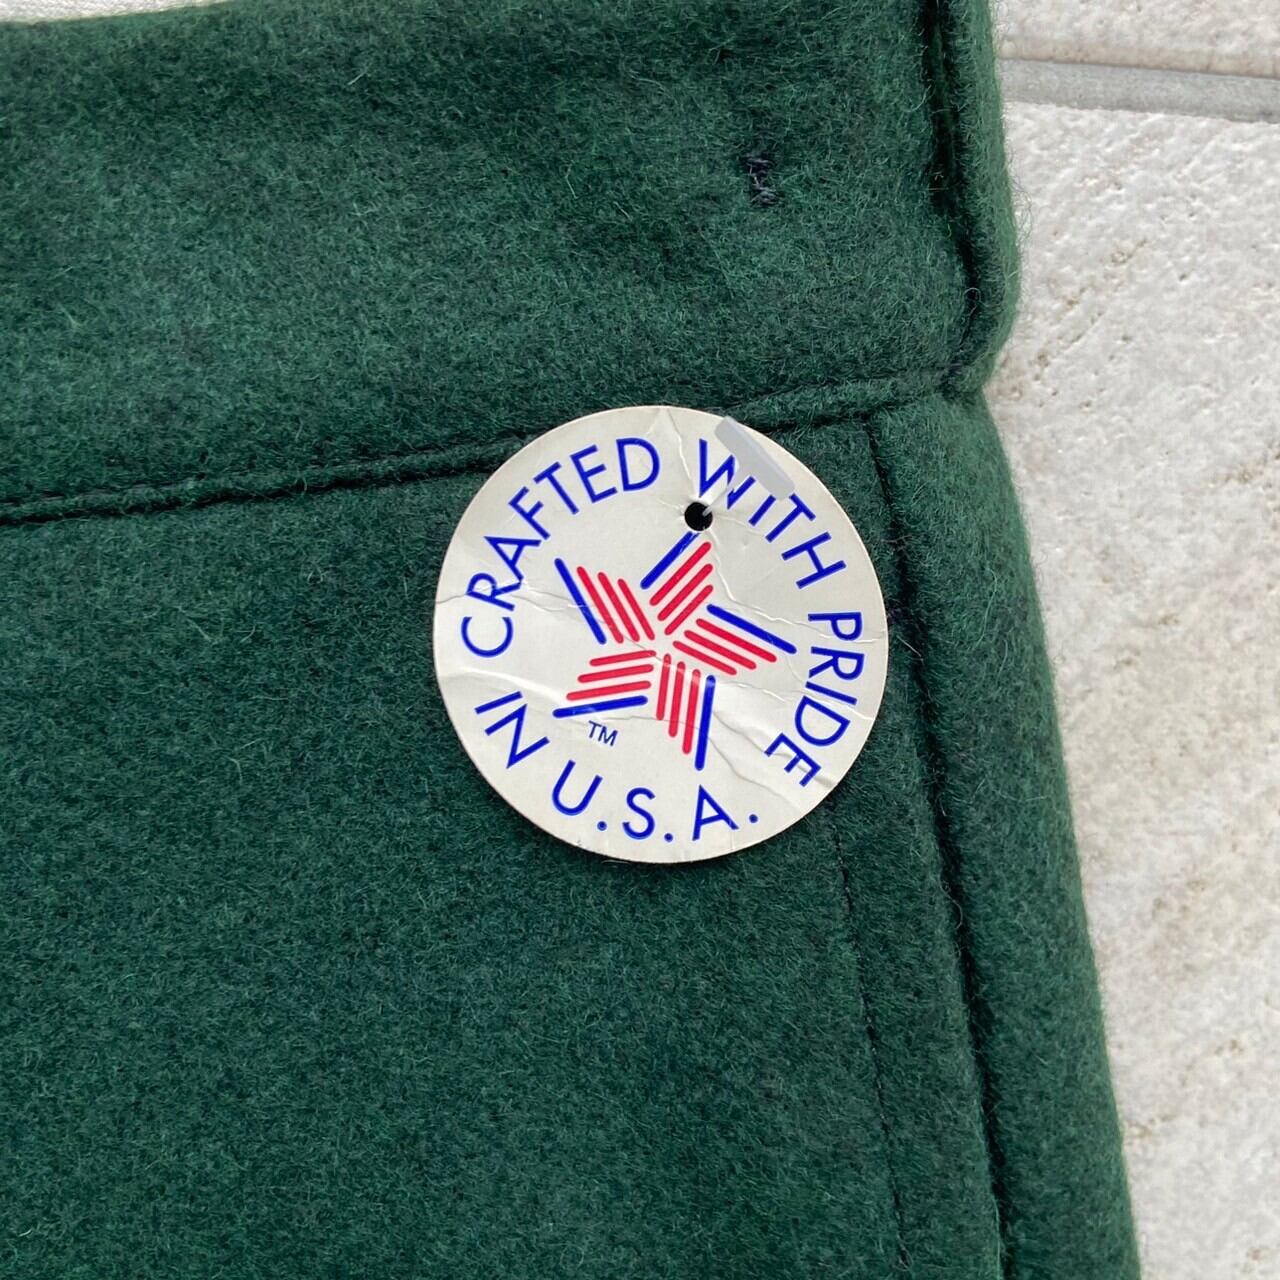 CRAFTED WITH PRIDE
IN U.S.A.
TM